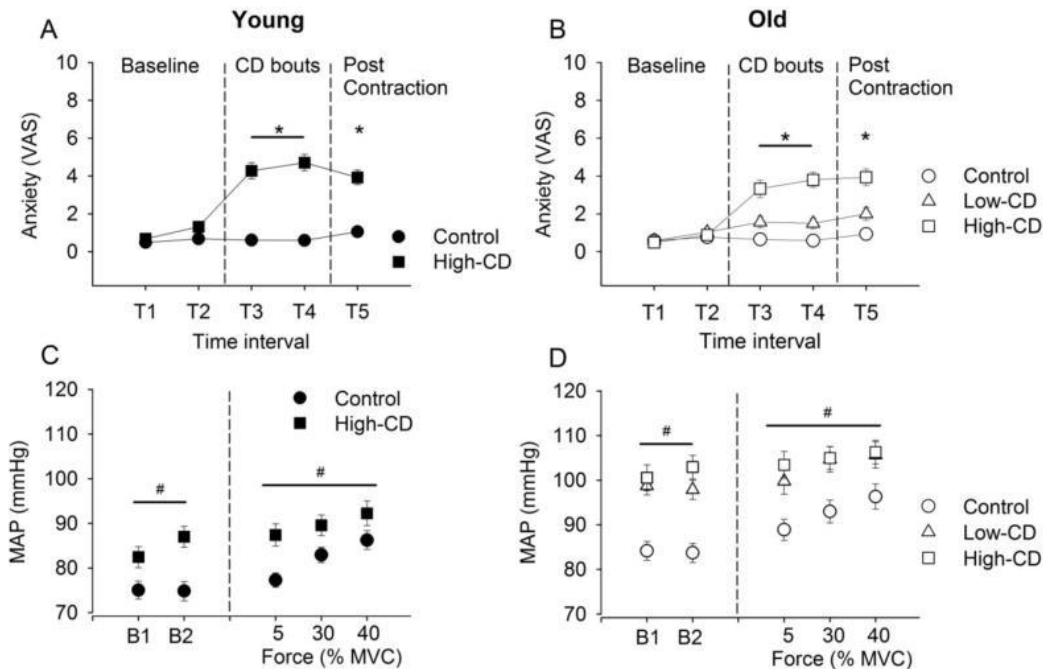 Young
Old
A
Baseline
CD bouts
Post
Contraction
Anxiety (VAS)
10
8
6
4
2
0
*
*
Control
High-CD
T1
T2
T3
T4
T5
Time interval
B
Baseline
CD bouts
Post
Contraction
Anxiety (VAS)
10
8
6
4
2
0
*
*
Control
Low-CD
High-CD
T1
T2
T3
T4
T5
Time interval
C
MAP (mmHg)
120
110
100
90
80
70
Control
High-CD
#
#
B1
B2
5
30
40
Force (% MVC)
D
MAP (mmHg)
120
110
100
90
80
70
#
#
Control
Low-CD
High-CD
B1
B2
5
30
40
Force (% MVC)